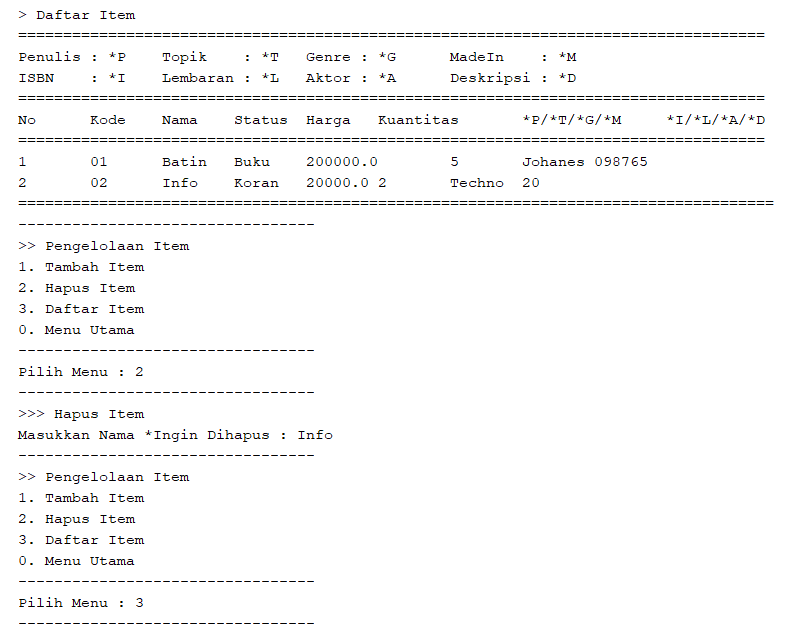 > Daftar Item
===================================================================================
Penulis : *P    Topik    : *T   Genre : *G      MadeIn    : *M
ISBN    : *I    Lembaran : *L   Aktor : *A      Deskripsi : *D
===================================================================================
No      Kode    Nama    Status  Harga   Kuantitas       *P/*T/*G/*M     *I/*L/*A/*D
===================================================================================
1       01      Batin   Buku    200000.0        5       Johanes 098765
2       02      Info    Koran   20000.0 2       Techno  20
====================================================================================
---------------------------------
>> Pengelolaan Item
1. Tambah Item
2. Hapus Item
3. Daftar Item
0. Menu Utama
---------------------------------
Pilih Menu : 2
---------------------------------
>>> Hapus Item
Masukkan Nama *Ingin Dihapus : Info
---------------------------------
>> Pengelolaan Item
1. Tambah Item
2. Hapus Item
3. Daftar Item
0. Menu Utama
---------------------------------
Pilih Menu : 3
---------------------------------